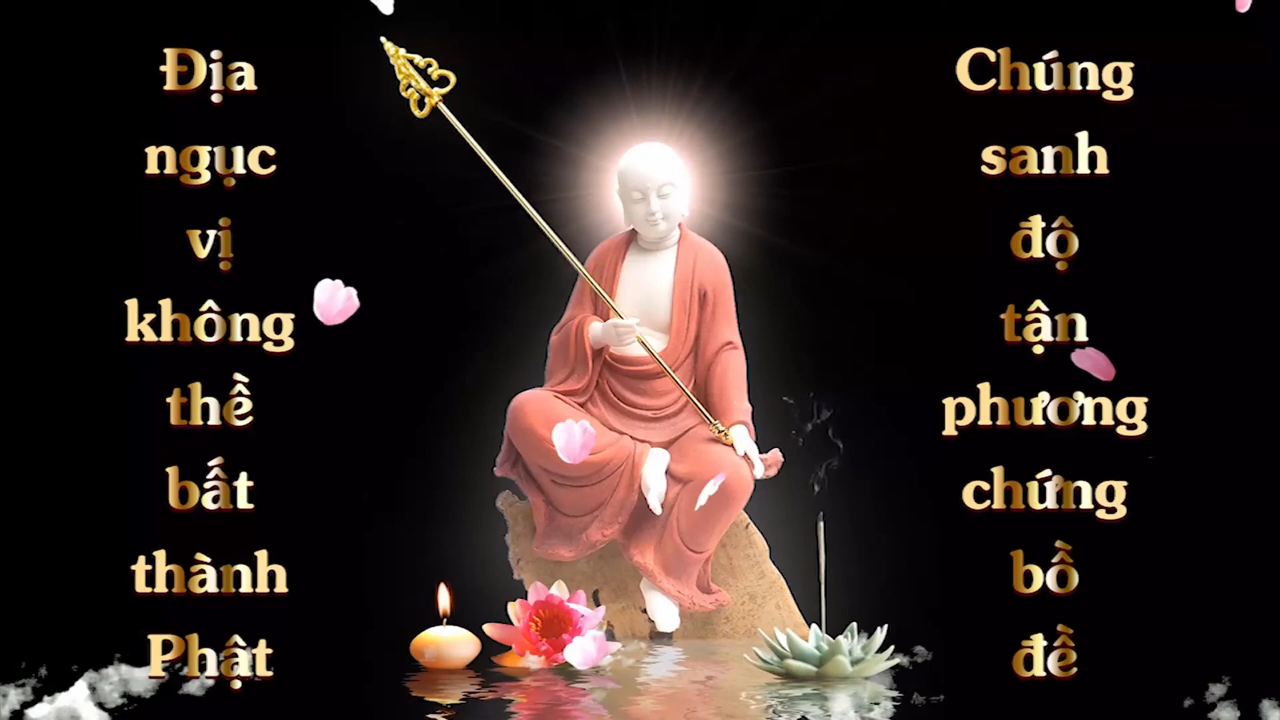 Địa
ngục
vị
không
thề
bất
thành
Phật
Chúng
sanh
độ
tận
phương
chứng
bồ
đề